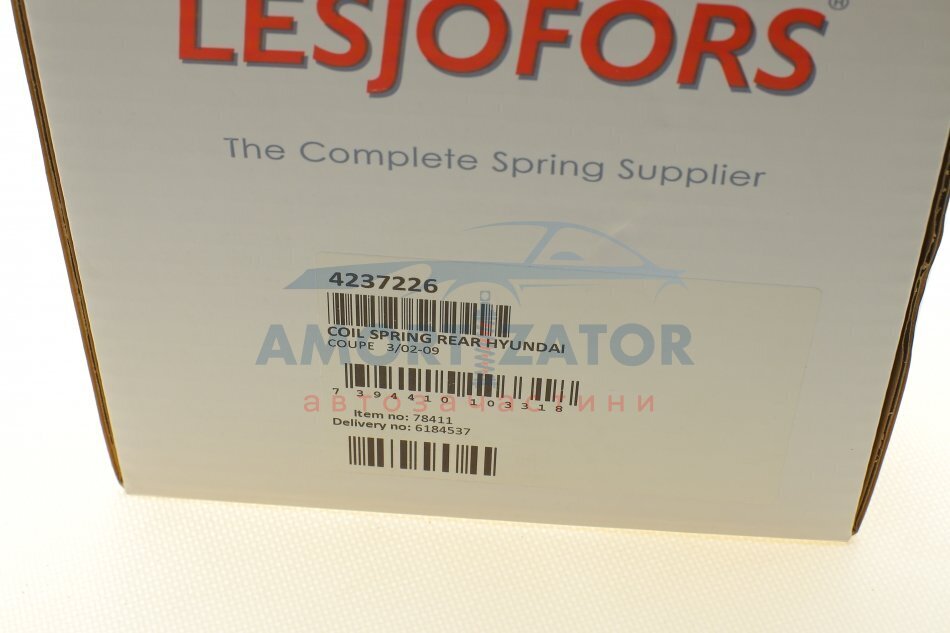 LESJOFORS®
The Complete Spring Supplier
4237226
COIL SPRING REAR HYUNDAI
COUPE 3/02-09
AMORTIZATOR
7 394410 103318
автозапчастини
Item no: 78411
Delivery no: 6184537